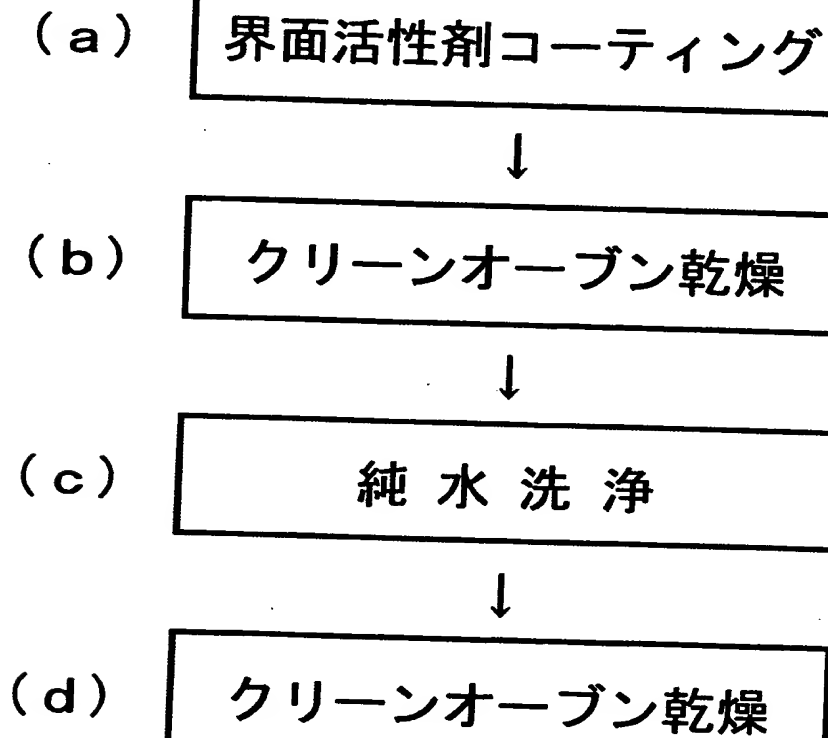 (a) 界面活性剤コーティング
↓
(b) クリーンオーブン乾燥
↓
(c) 純水洗浄
↓
(d) クリーンオーブン乾燥